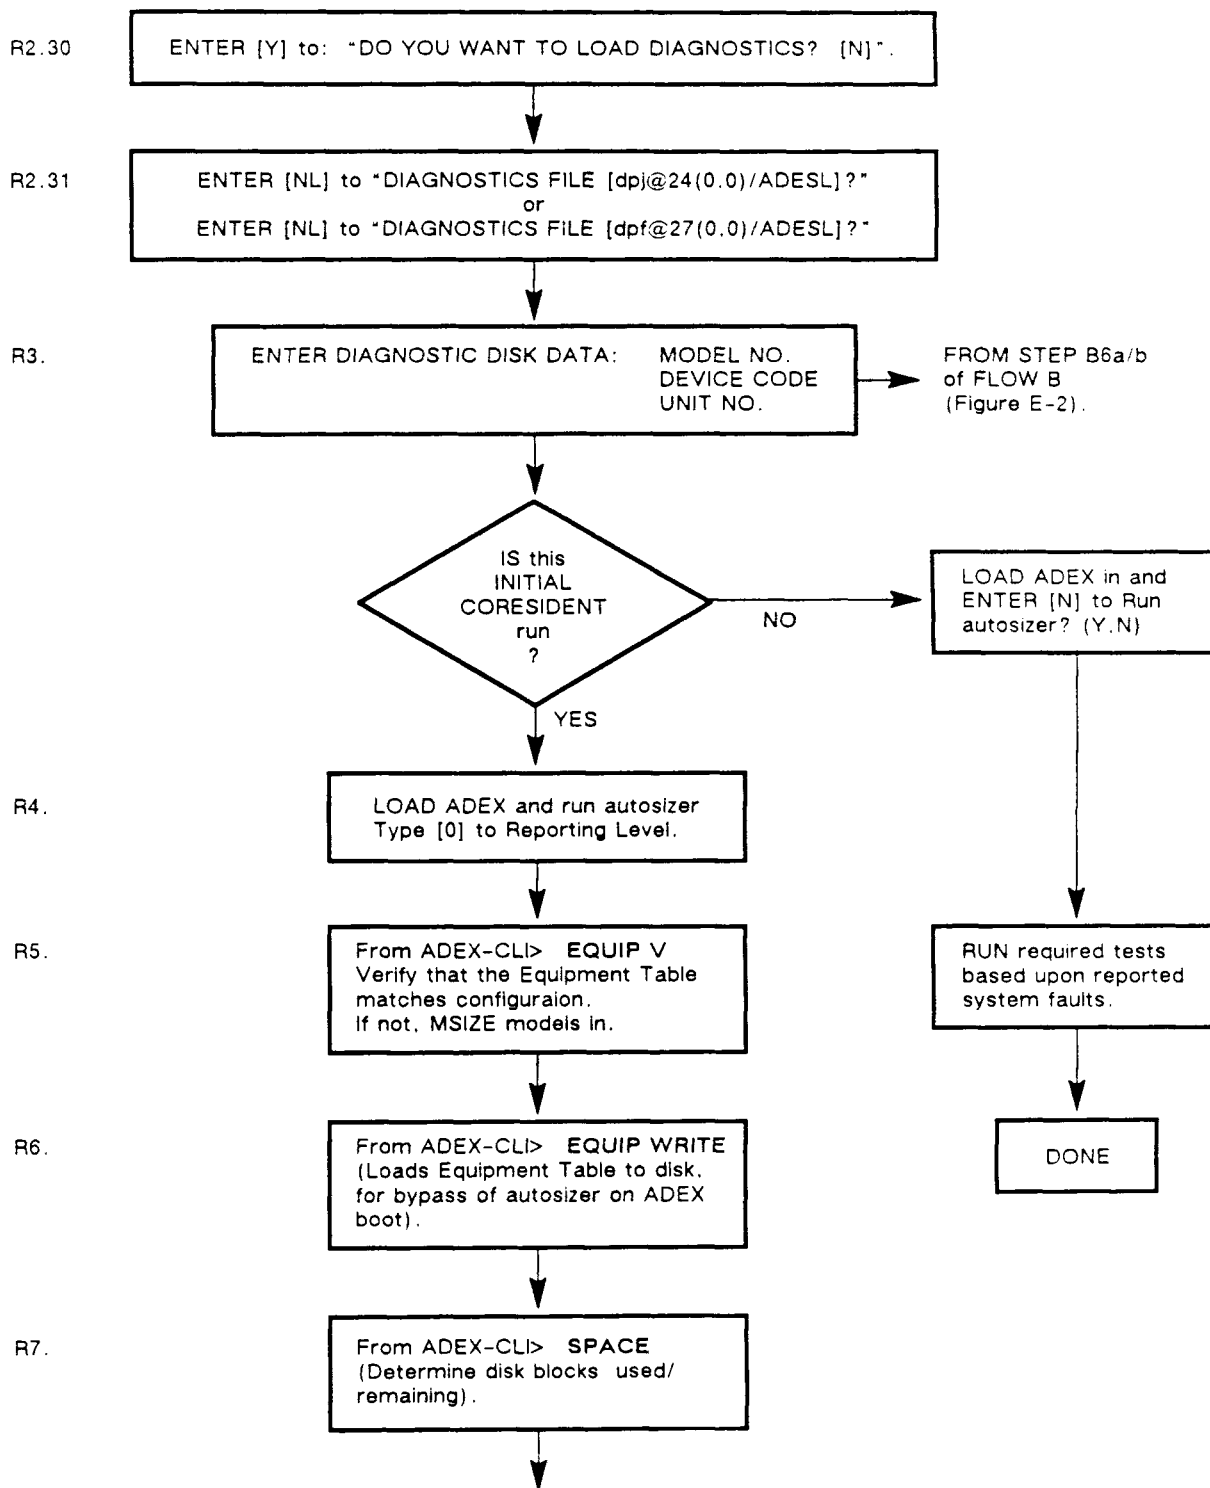 R2.30
ENTER [Y] to: "DO YOU WANT TO LOAD DIAGNOSTICS? [N]".
R2.31
ENTER [NL] to "DIAGNOSTICS FILE [dpj@24(0,0)/ADESL]?"
or
ENTER [NL] to "DIAGNOSTICS FILE [dpf@27(0,0)/ADESL]?"
R3.
ENTER DIAGNOSTIC DISK DATA: MODEL NO.
DEVICE CODE
UNIT NO.
FROM STEP B6a/b
of FLOW B
(Figure E-2).
IS this
INITIAL
CORESIDENT
run
?
NO
LOAD ADEX in and
ENTER [N] to Run
autosizer? (Y,N)
YES
R4.
LOAD ADEX and run autosizer
Type [0] to Reporting Level.
R5.
From ADEX-CLI> EQUIP V
Verify that the Equipment Table
matches configuraion.
If not, MSIZE models in.
RUN required tests
based upon reported
system faults.
R6.
From ADEX-CLI> EQUIP WRITE
(Loads Equipment Table to disk,
for bypass of autosizer on ADEX
boot).
DONE
R7.
From ADEX-CLI> SPACE
(Determine disk blocks used/
remaining).